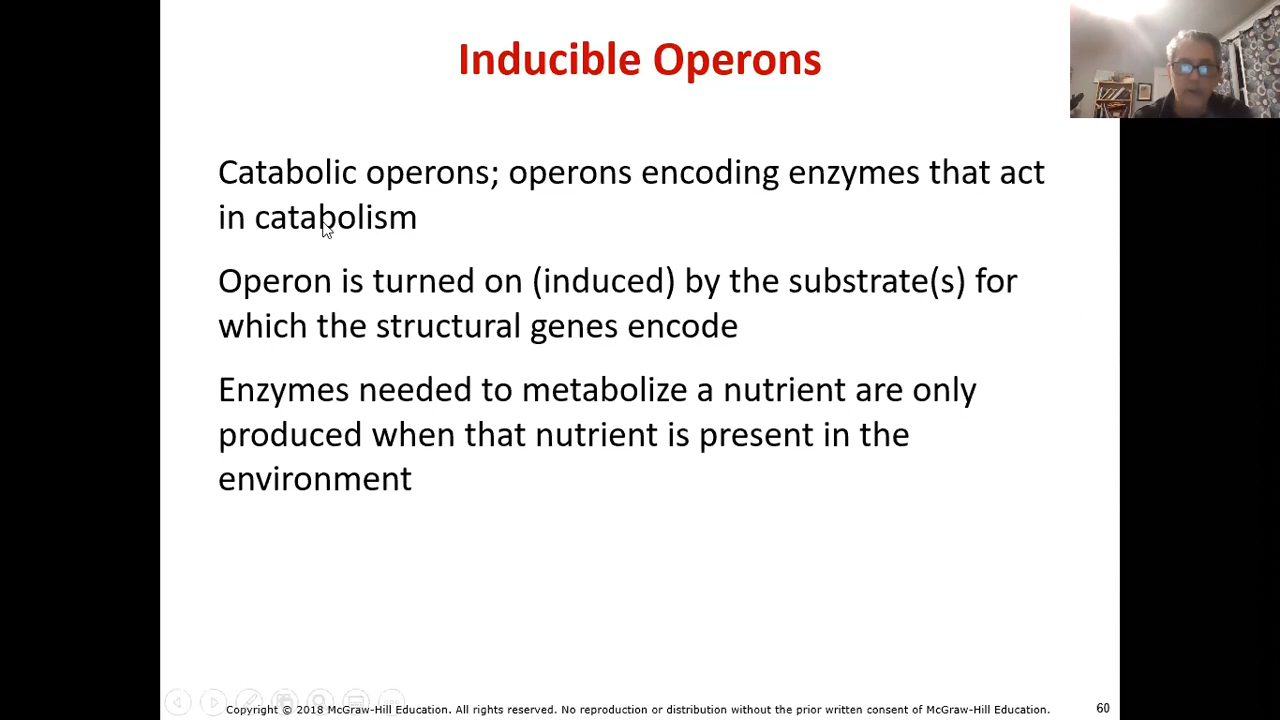 Inducible Operons
Catabolic operons; operons encoding enzymes that act
in catabolism
Operon is turned on (induced) by the substrate(s) for
which the structural genes encode
Enzymes needed to metabolize a nutrient are only
produced when that nutrient is present in the
environment
Copyright © 2018 McGraw-Hill Education. All rights reserved. No reproduction or distribution without the prior written consent of McGraw-Hill Education.
60